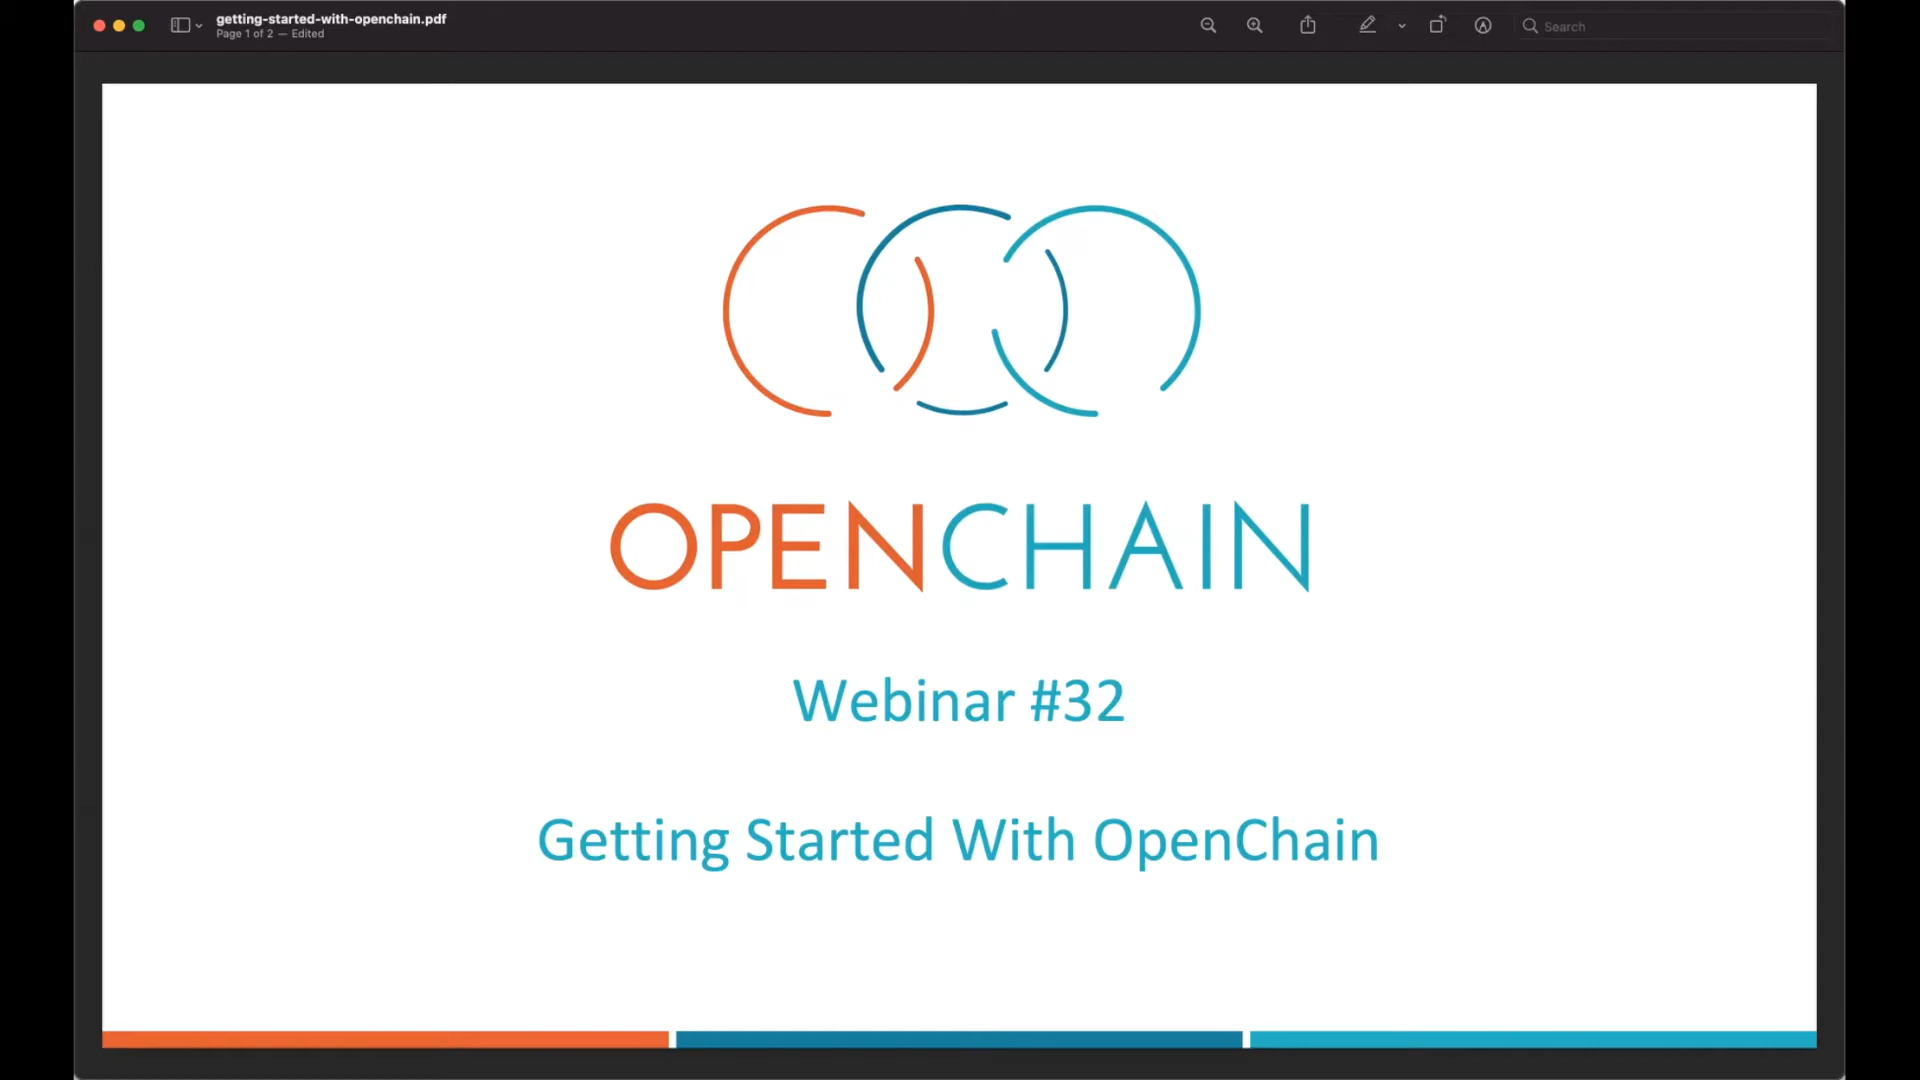 getting-started-with-openchain.pdf
Page 1 of 2 — Edited
Search
OPENCHAIN
Webinar #32
Getting Started With OpenChain